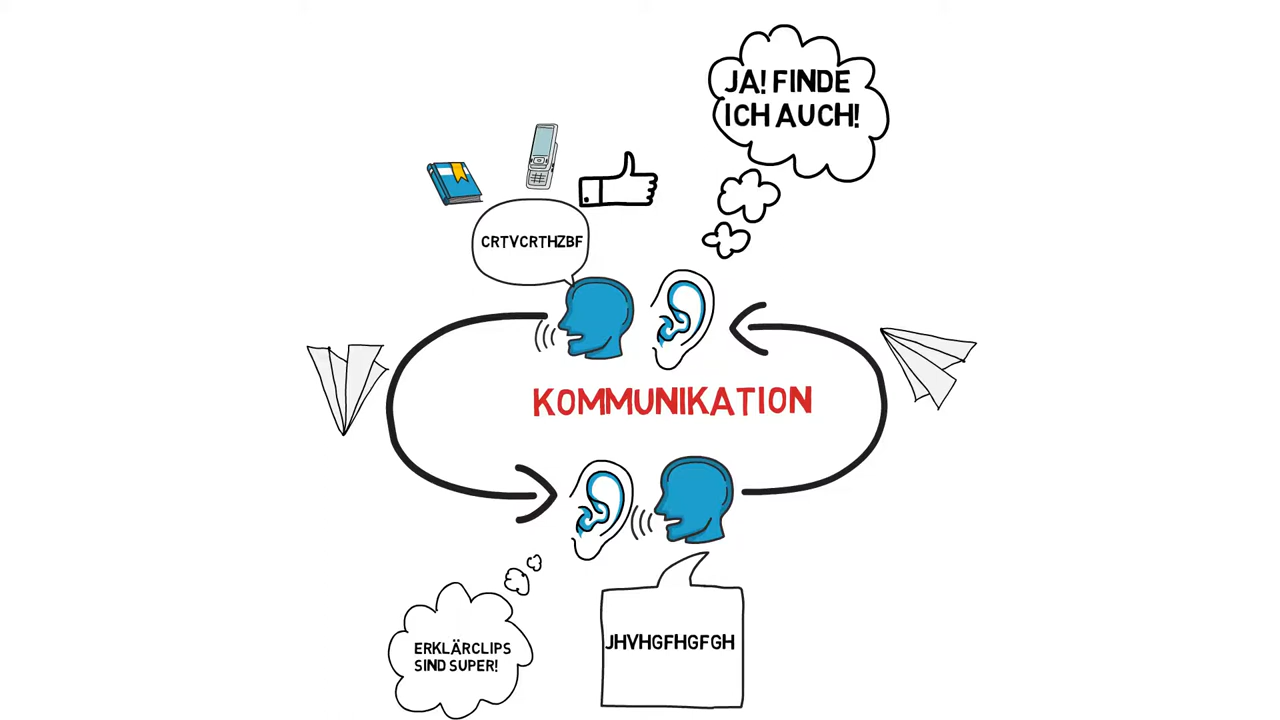 JA! FINDE
ICH AUCH!
CRTVCRTHZBF
KOMMUNIKATION
ERKLÄRCLIPS
SIND SUPER!
JHVHGFHGFGH